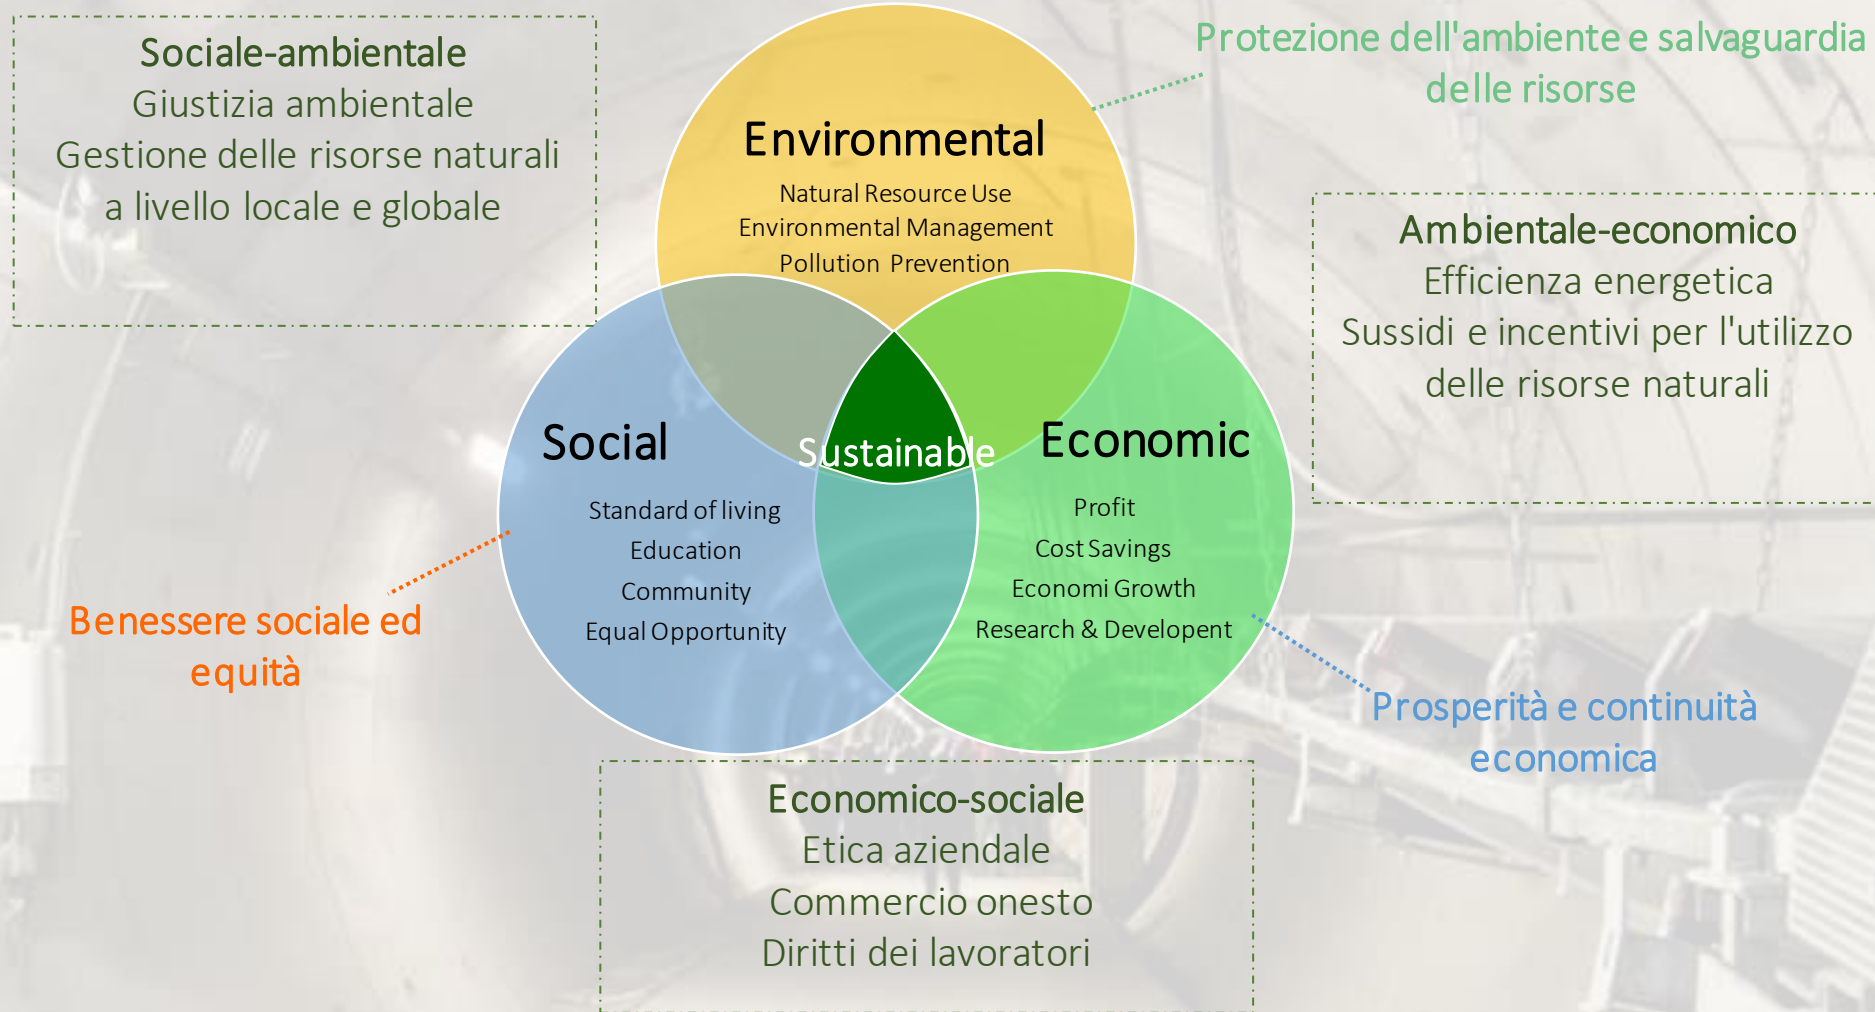 Sociale-ambientale
Giustizia ambientale
Gestione delle risorse naturali
a livello locale e globale
Protezione dell'ambiente e salvaguardia
delle risorse
Environmental
Natural Resource Use
Environmental Management
Pollution Prevention
Ambientale-economico
Efficienza energetica
Sussidi e incentivi per l'utilizzo
delle risorse naturali
Social
Standard of living
Education
Community
Equal Opportunity
Sustainable
Economic
Profit
Cost Savings
Economi Growth
Research & Developent
Benessere sociale ed
equità
Prosperità e continuità
economica
Economico-sociale
Etica aziendale
Commercio onesto
Diritti dei lavoratori